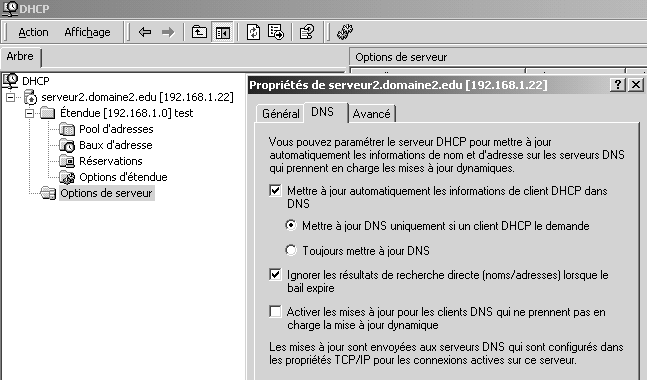 DHCP
Action Affichage
Arbre
Options de serveur
DHCP
serveur2.domaine2.edu [192.168.1.22]
Étendue [192.168.1.0] test
Pool d'adresses
Baux d'adresse
Réservations
Options d'étendue
Options de serveur
Propriétés de serveur2.domaine2.edu [192.168.1.22]
Général DNS Avancé
Vous pouvez paramétrer le serveur DHCP pour mettre à jour
automatiquement les informations de nom et d'adresse sur les serveurs DNS
qui prennent en charge les mises à jour dynamiques.
Mettre à jour automatiquement les informations de client DHCP dans
DNS
Mettre à jour DNS uniquement si un client DHCP le demande
Toujours mettre à jour DNS
Ignorer les résultats de recherche directe (noms/adresses) lorsque le
bail expire
Activer les mises à jour pour les clients DNS qui ne prennent pas en
charge la mise à jour dynamique
Les mises à jour sont envoyées aux serveurs DNS qui sont configurés dans
les propriétés TCP/IP pour les connexions actives sur ce serveur.